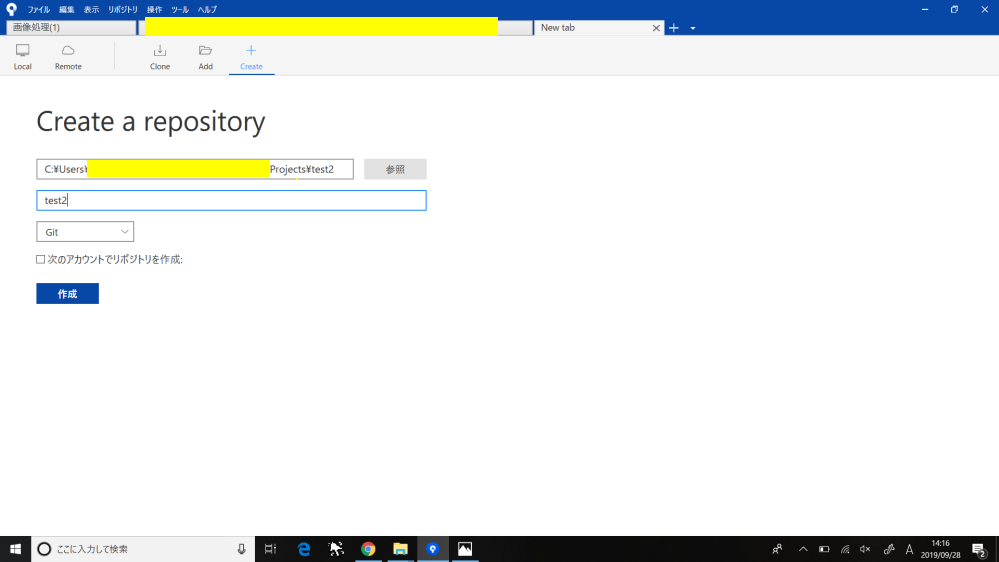 ファイル 編集 表示 リポジトリ 操作 ツール ヘルプ
画像処理(1)
New tab
Local Remote Clone Add Create
Create a repository
C:¥Users¥ Projects¥test2 参照
test2
Git
次のアカウントでリポジトリを作成:
作成
ここに入力して検索
A
14:16
2019/09/28
2